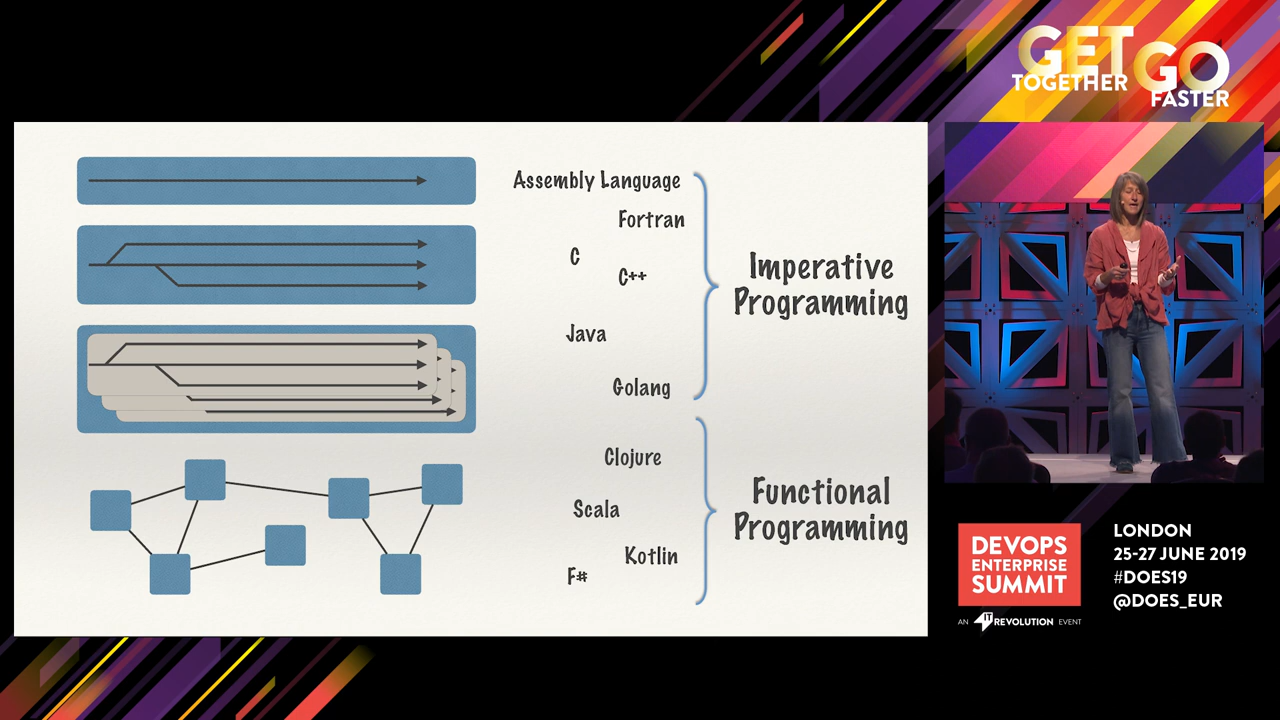 GET
TOGETHER
GO
FASTER
Assembly Language
Fortran
C
C++
Java
Golang
Imperative
Programming
Clojure
Scala
Kotlin
F#
Functional
Programming
DEVOPS
ENTERPRISE
SUMMIT
AN IT REVOLUTION EVENT
LONDON
25-27 JUNE 2019
#DOES19
@DOES_EUR